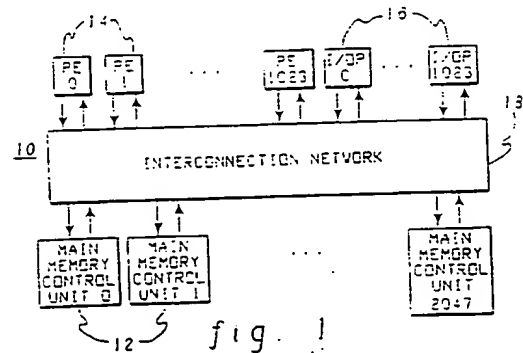 14
16
PE 0
PE 1
...
PE 1023
I/OP 0
...
I/OP 1023
10
18
INTERCONNECTION NETWORK
MAIN MEMORY CONTROL UNIT 0
MAIN MEMORY CONTROL UNIT 1
...
MAIN MEMORY CONTROL UNIT 2047
12
fig. 1